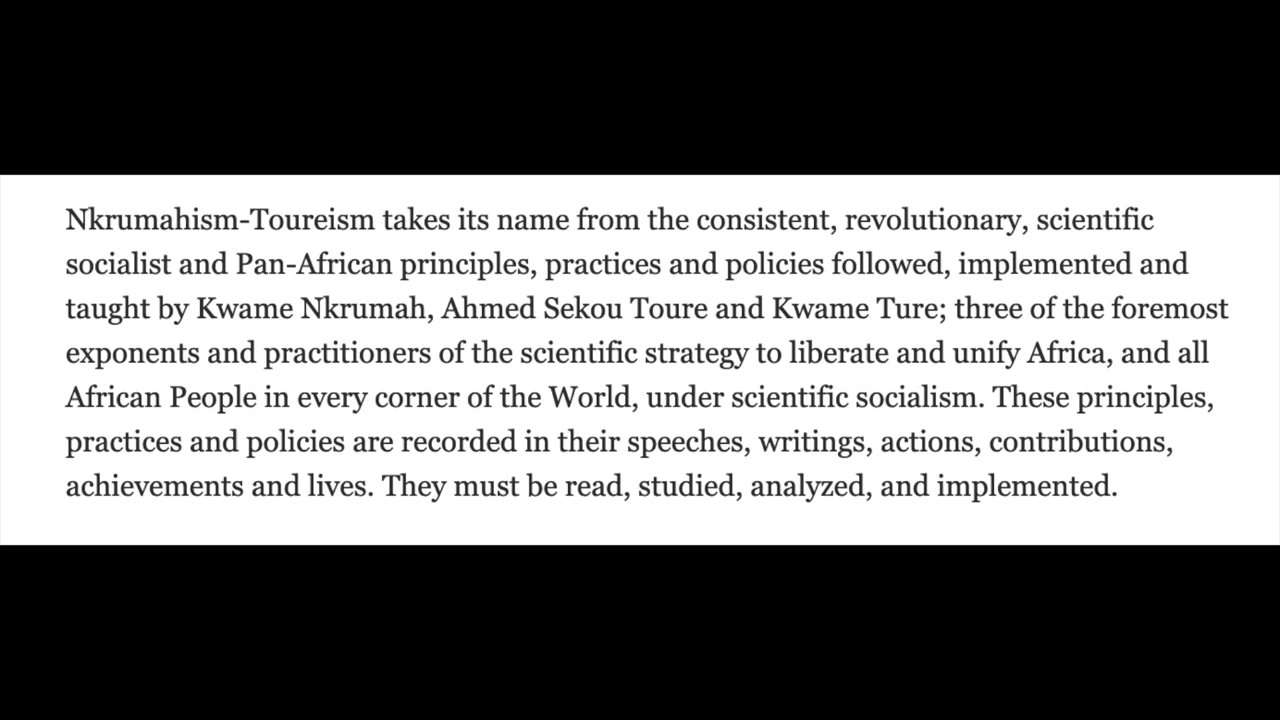 Nkrumahism-Toureism takes its name from the consistent, revolutionary, scientific
socialist and Pan-African principles, practices and policies followed, implemented and
taught by Kwame Nkrumah, Ahmed Sekou Toure and Kwame Ture; three of the foremost
exponents and practitioners of the scientific strategy to liberate and unify Africa, and all
African People in every corner of the World, under scientific socialism. These principles,
practices and policies are recorded in their speeches, writings, actions, contributions,
achievements and lives. They must be read, studied, analyzed, and implemented.